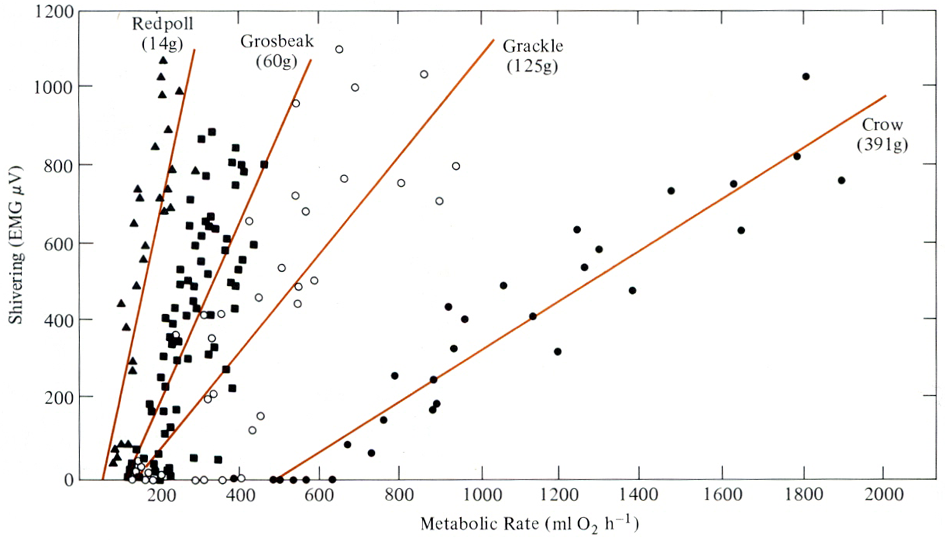 1200
1000
800
600
400
200
0
Shivering (EMG μV)
Redpoll
(14g)
Grosbeak
(60g)
Grackle
(125g)
Crow
(391g)
200
400
600
800
1000
1200
1400
1600
1800
2000
Metabolic Rate (ml O₂ h⁻¹)